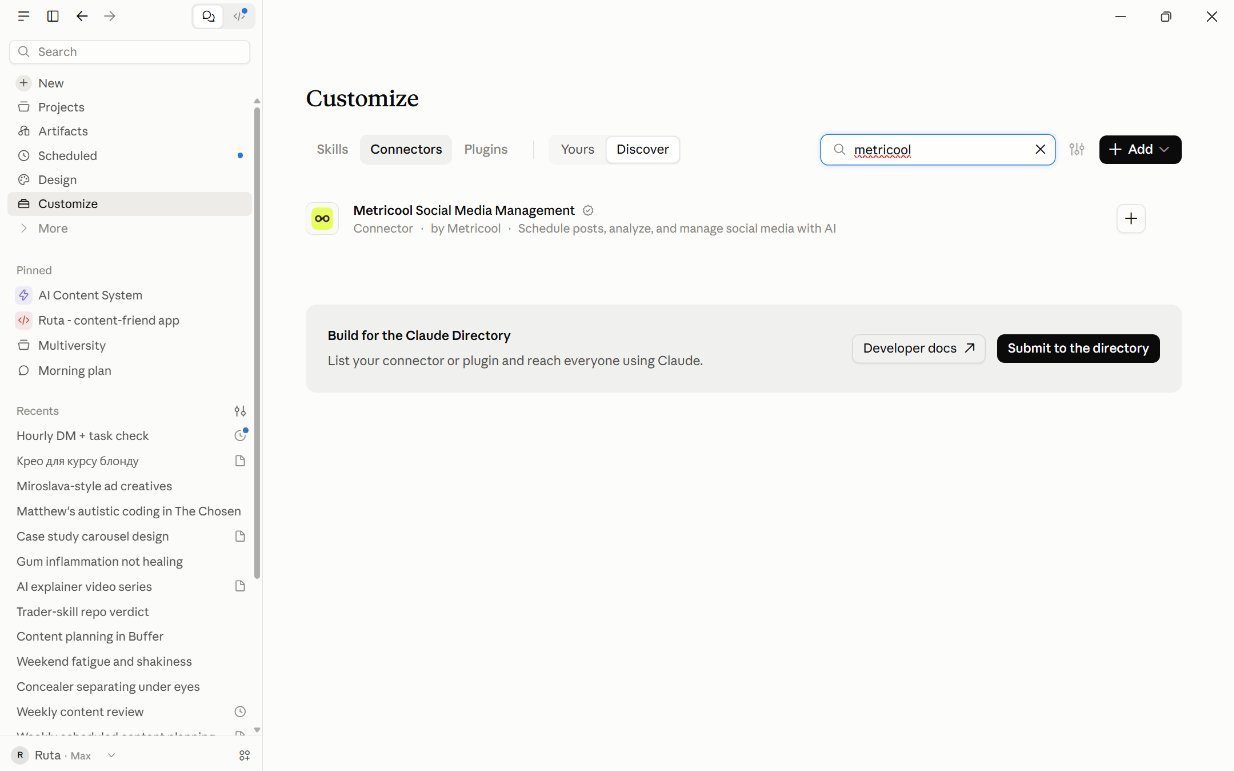 Search
New
Projects
Artifacts
Scheduled
Design
Customize
More
Pinned
AI Content System
Ruta - content-friend app
Multiversity
Morning plan
Recents
Hourly DM + task check
Крео для курсу блонду
Miroslava-style ad creatives
Matthew's autistic coding in The Chosen
Case study carousel design
Gum inflammation not healing
AI explainer video series
Trader-skill repo verdict
Content planning in Buffer
Weekend fatigue and shakiness
Concealer separating under eyes
Weekly content review
Weekly scheduled content planning
R Ruta · Max
Customize
Skills Connectors Plugins Yours Discover metricool Add
Metricool Social Media Management
Connector · by Metricool · Schedule posts, analyze, and manage social media with AI
Build for the Claude Directory
List your connector or plugin and reach everyone using Claude.
Developer docs Submit to the directory